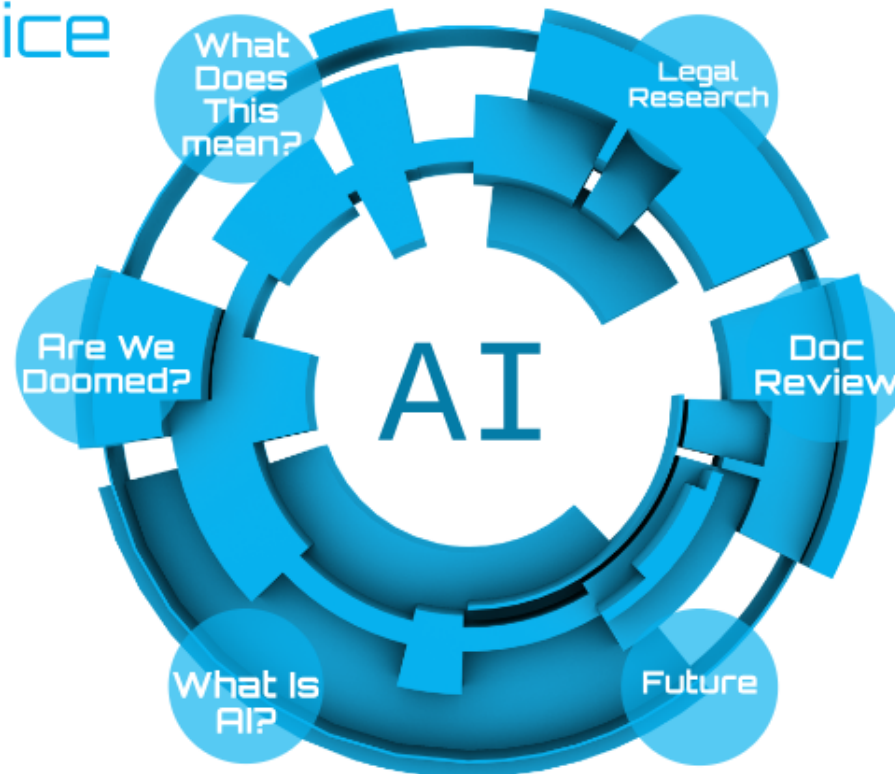 ice
What
Does
This
mean?
Legal
Research
Are We
Doomed?
AI
Doc
Review
What Is
AI?
Future